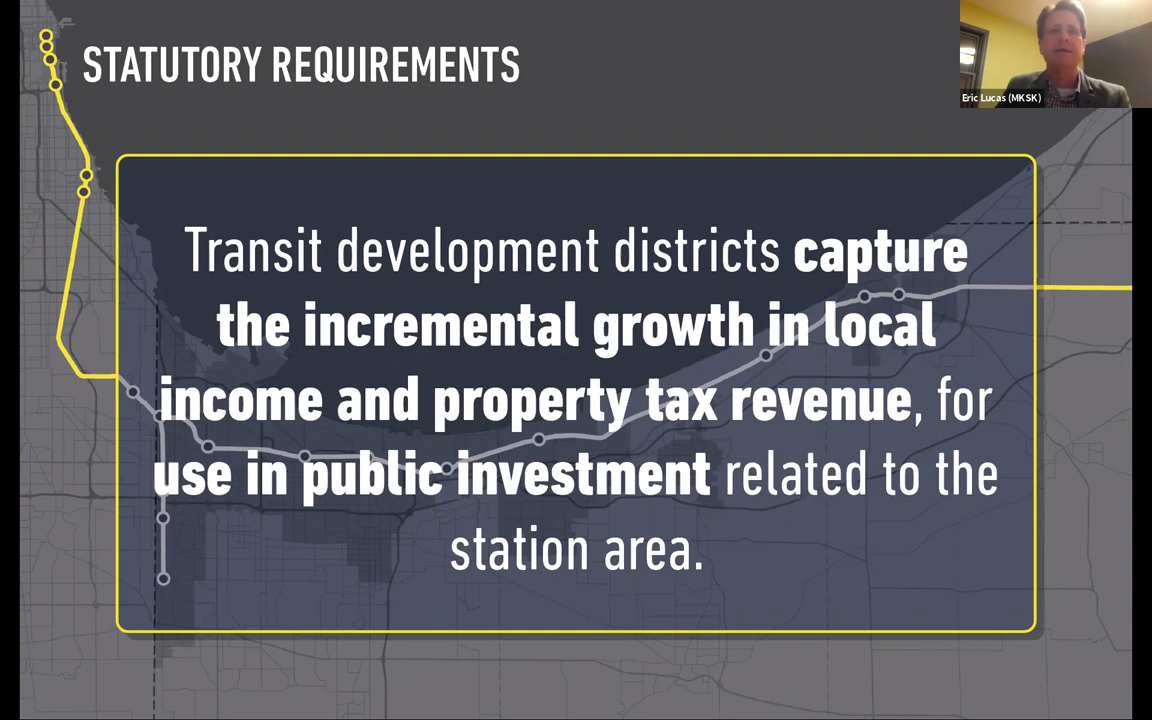 STATUTORY REQUIREMENTS
Eric Lucas (MKSK)
Transit development districts capture
the incremental growth in local
income and property tax revenue, for
use in public investment related to the
station area.